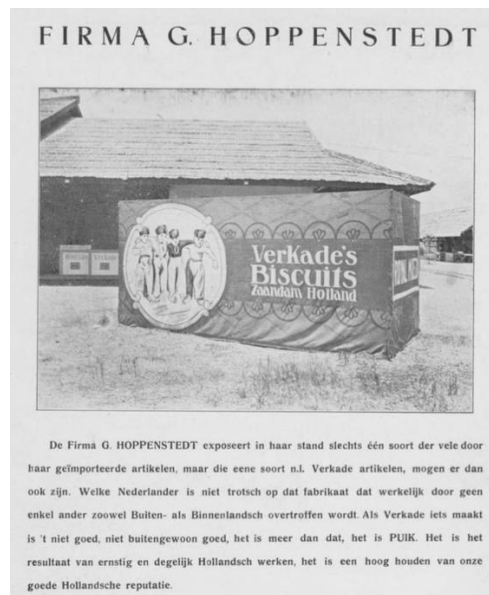 FIRMA G. HOPPENSTEDT
Verkade's
Biscuits
Zaandam Holland
De Firma G. HOPPENSTEDT exposeert in haar stand slechts één soort der vele door
haar geïmporteerde artikelen, maar die eene soort n.l. Verkade artikelen, mogen er dan
ook zijn. Welke Nederlander is niet trotsch op dat fabrikaat dat werkelijk door geen
enkel ander zoowel Buiten- als Binnenlandsch overtroffen wordt. Als Verkade iets maakt
is 't niet goed, niet buitengewoon goed, het is meer dan dat, het is PUIK. Het is het
resultaat van ernstig en degelijk Hollandsch werken, het is een hoog houden van onze
goede Hollandsche reputatie.